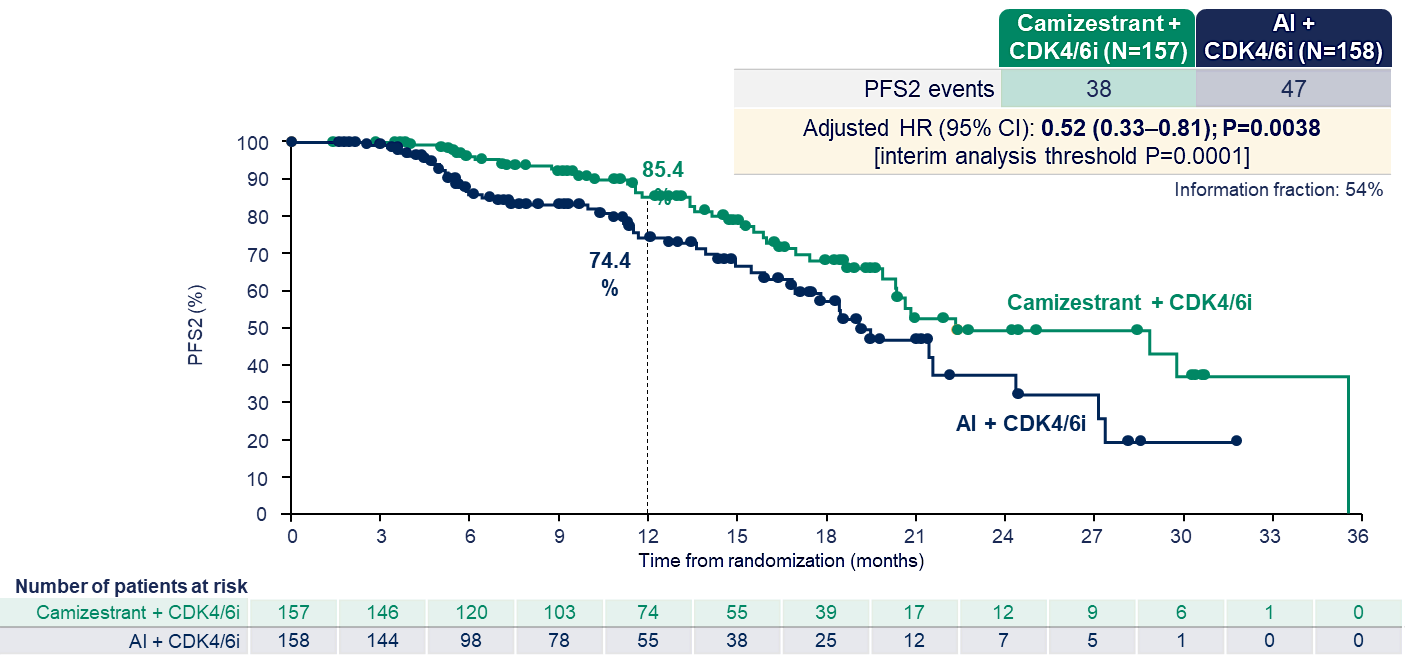 Camizestrant +
CDK4/6i (N=157)
AI +
CDK4/6i (N=158)
PFS2 events 38 47
Adjusted HR (95% CI): 0.52 (0.33–0.81); P=0.0038
[interim analysis threshold P=0.0001]
Information fraction: 54%
PFS2 (%)
100
90
80
70
60
50
40
30
20
10
0
85.4
%
74.4
%
Camizestrant + CDK4/6i
AI + CDK4/6i
0 3 6 9 12 15 18 21 24 27 30 33 36
Time from randomization (months)
Number of patients at risk
Camizestrant + CDK4/6i 157 146 120 103 74 55 39 17 12 9 6 1 0
AI + CDK4/6i 158 144 98 78 55 38 25 12 7 5 1 0 0